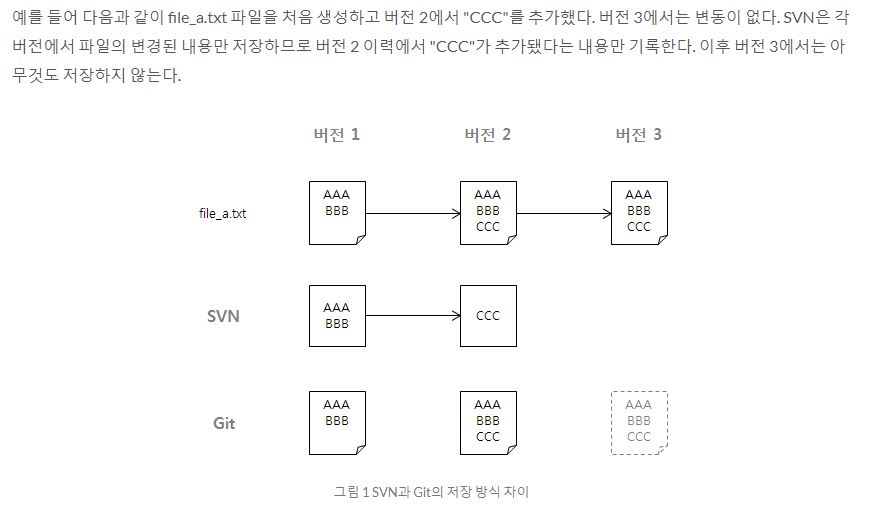 예를 들어 다음과 같이 file_a.txt 파일을 처음 생성하고 버전 2에서 "CCC"를 추가했다. 버전 3에서는 변동이 없다. SVN은 각
버전에서 파일의 변경된 내용만 저장하므로 버전 2 이력에서 "CCC"가 추가됐다는 내용만 기록한다. 이후 버전 3에서는 아
무것도 저장하지 않는다.
버전 1 버전 2 버전 3
file_a.txt
AAA AAA AAA
BBB BBB BBB
CCC CCC
SVN
AAA
BBB
CCC
Git
AAA AAA AAA
BBB BBB BBB
CCC CCC
그림 1 SVN과 Git의 저장 방식 차이